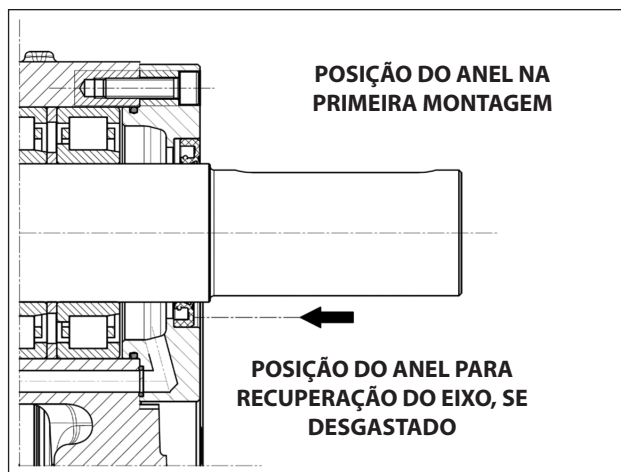 POSIÇÃO DO ANEL NA
PRIMEIRA MONTAGEM
POSIÇÃO DO ANEL PARA
RECUPERAÇÃO DO EIXO, SE
DESGASTADO